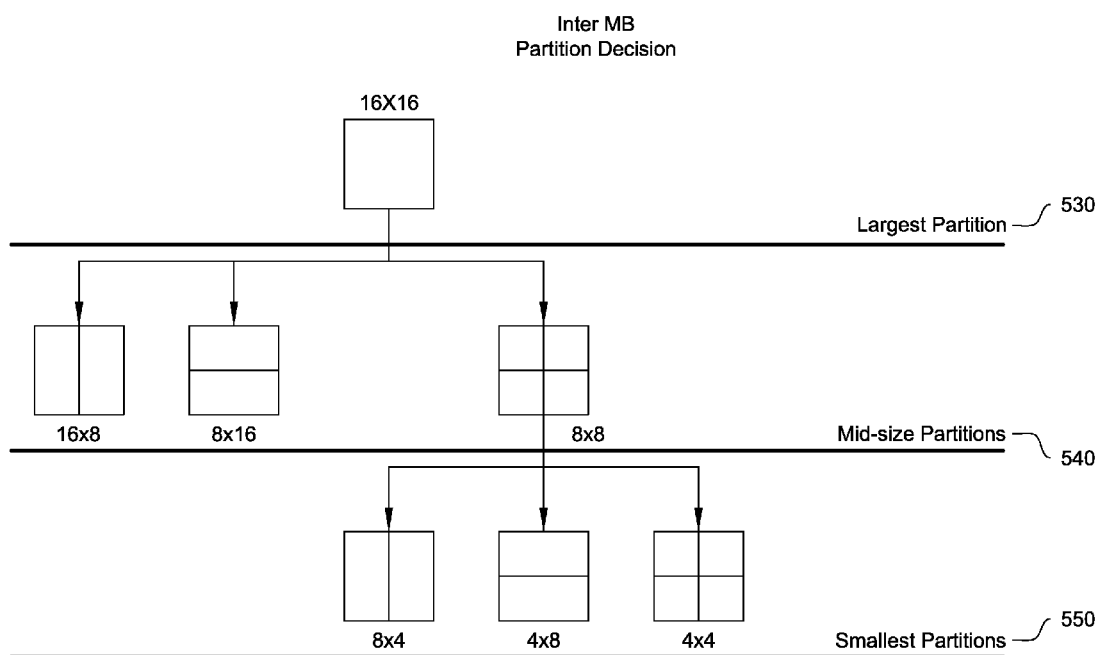 Inter MB
Partition Decision
16X16
Largest Partition
530
16x8
8x16
8x8
Mid-size Partitions
540
8x4
4x8
4x4
Smallest Partitions
550